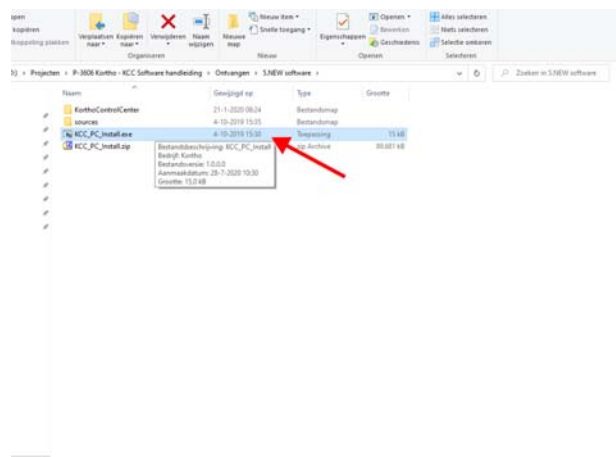 open
kopiëren
Koppeling plakken
Verplaatsen naar
Kopiëren naar
Verwijderen
Naam wijzigen
Nieuwe map
Nieuw item
Snelle toegang
Eigenschappen
Openen
Bewerken
Geschiedenis
Alles selecteren
Niets selecteren
Selectie omkeren
Organiseren
Nieuw
Openen
Selecteren
Projecten › P-3606 Kortho - KCC Software handleiding › Ontvangen › 5.NEW software ›
Zoeken in 5.NEW software
Naam Gewijzigd op Type Grootte
KorthoControlCenter 21-1-2020 08:24 Bestandsmap
sources 4-10-2019 15:35 Bestandsmap
KCC_PC_Install.exe 4-10-2019 15:30 Toepassing 15 kB
KCC_PC_Install.zip zip Archive
Bestandsbeschrijving: KCC_PC_Install
Bedrijf: Kortho
Bestandsversie: 1.0.0.0
Aanmaakdatum: 28-7-2020 10:30
Grootte: 15,0 kB